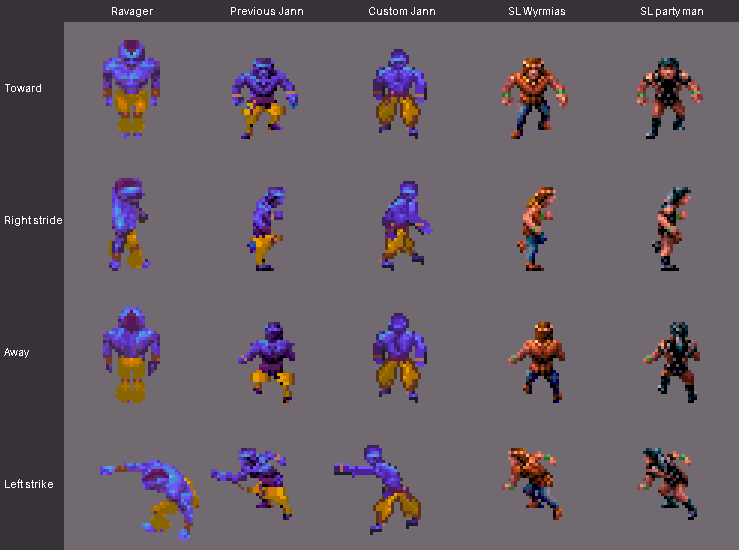 Ravager Previous Jann Custom Jann SL Wyrmias SL party man
Toward
Right stride
Away
Left strike